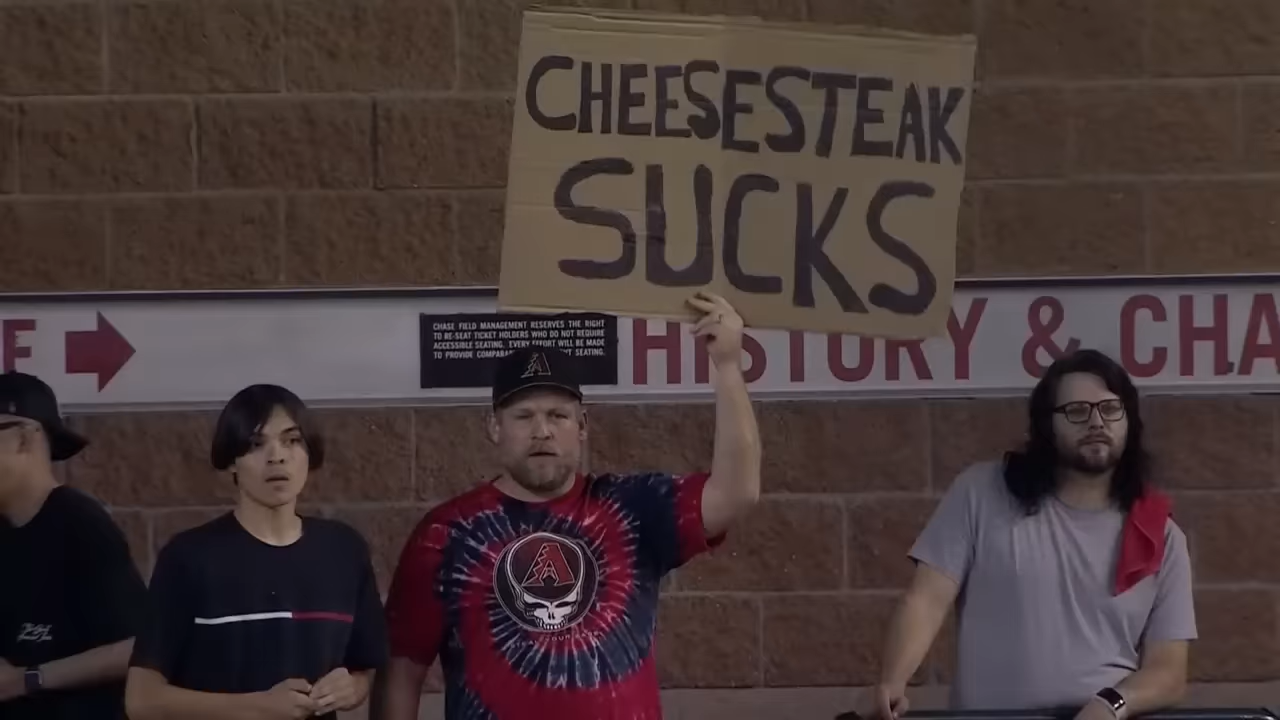 CHEESESTEAK
SUCKS
E
CHASE FIELD MANAGEMENT RESERVES THE RIGHT
TO RE-SEAT TICKET HOLDERS WHO DO NOT REQUIRE
ACCESSIBLE SEATING. EVERY EFFORT WILL BE MADE
TO PROVIDE SEATING.
HISTORY & CHA
A
A